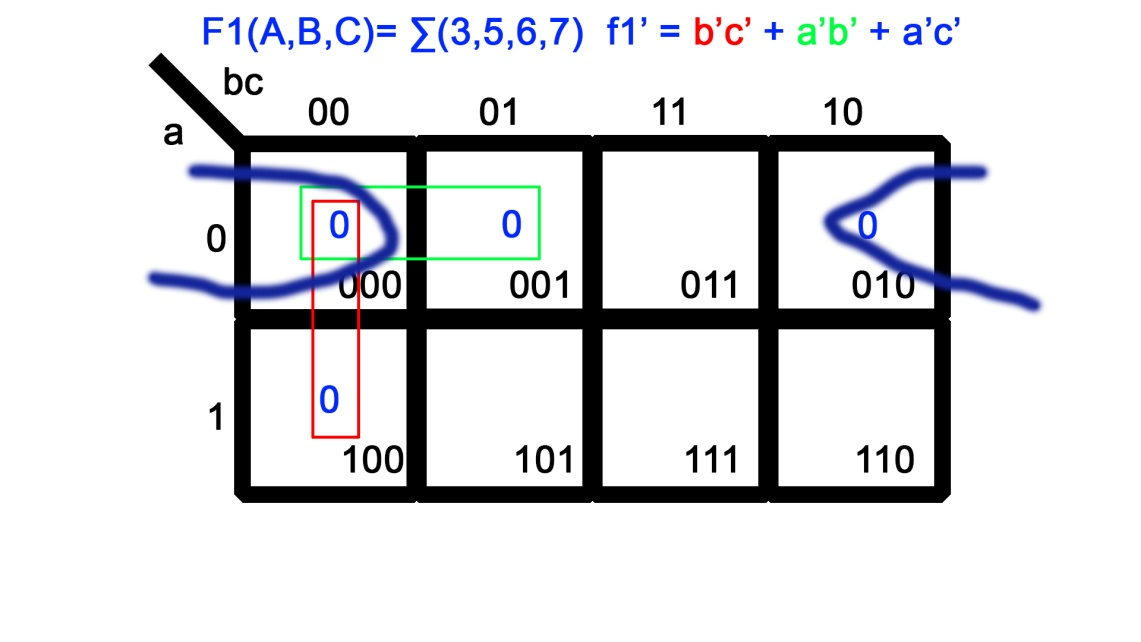 F1(A,B,C)= ∑(3,5,6,7) f1’ = b’c’ + a’b’ + a’c’
bc
a
00 01 11 10
0
0 0 0
000 001 011 010
1
0
100 101 111 110